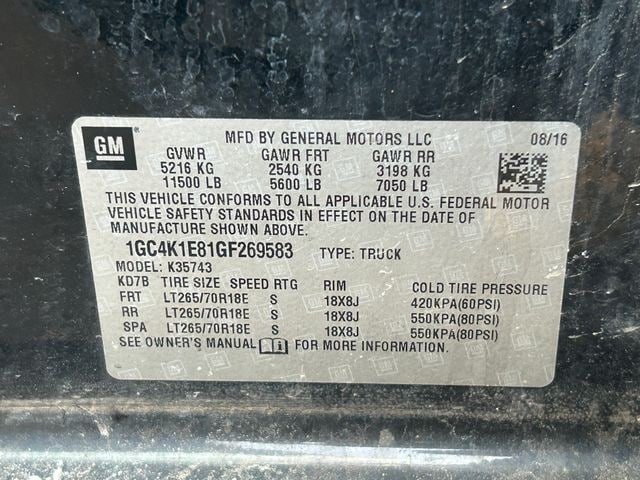 GM
MFD BY GENERAL MOTORS LLC 08/16
GVWR GAWR FRT GAWR RR
5216 KG 2540 KG 3198 KG
11500 LB 5600 LB 7050 LB
THIS VEHICLE CONFORMS TO ALL APPLICABLE U.S. FEDERAL MOTOR
VEHICLE SAFETY STANDARDS IN EFFECT ON THE DATE OF
MANUFACTURE SHOWN ABOVE.
1GC4K1E81GF269583 TYPE: TRUCK
MODEL: K35743
KD7B TIRE SIZE SPEED RTG RIM COLD TIRE PRESSURE
FRT LT265/70R18E S 18X8J 420KPA(60PSI)
RR LT265/70R18E S 18X8J 550KPA(80PSI)
SPA LT265/70R18E S 18X8J 550KPA(80PSI)
SEE OWNER'S MANUAL FOR MORE INFORMATION.